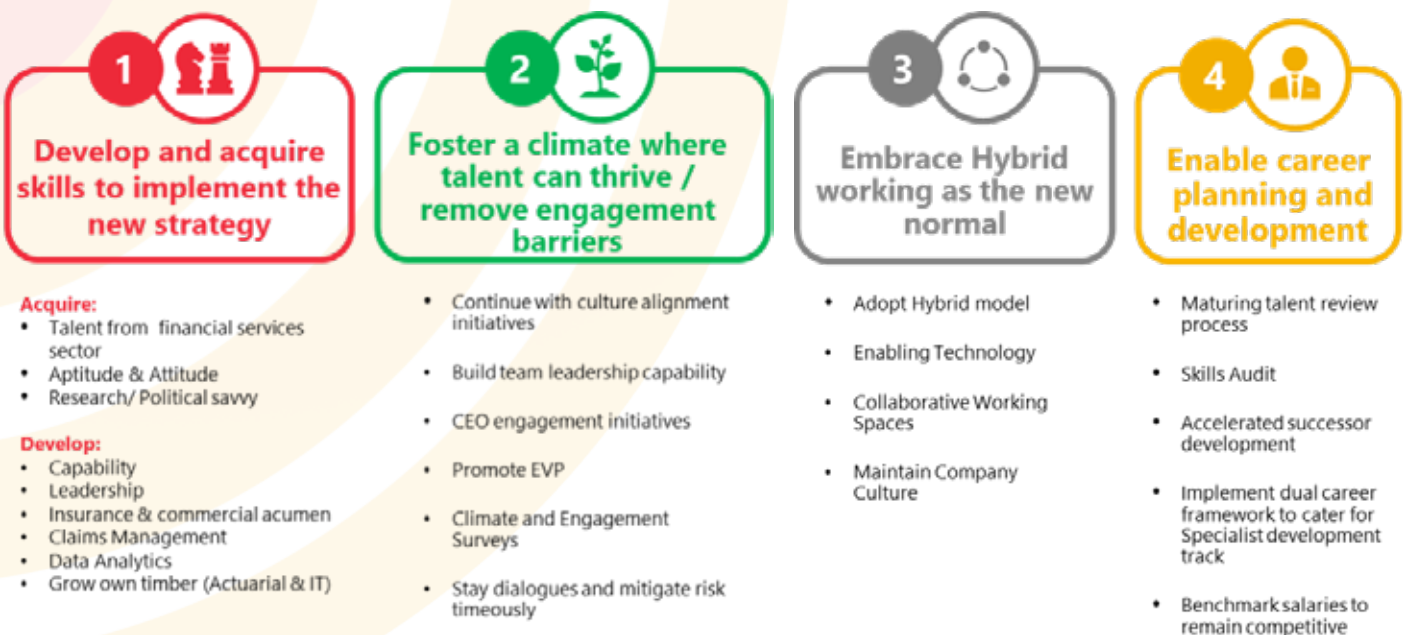 1
Develop and acquire
skills to implement the
new strategy
Acquire:
• Talent from financial services
sector
• Aptitude & Attitude
• Research/ Political savvy
Develop:
• Capability
• Leadership
• Insurance & commercial acumen
• Claims Management
• Data Analytics
• Grow own timber (Actuarial & IT)
2
Foster a climate where
talent can thrive /
remove engagement
barriers
• Continue with culture alignment
initiatives
• Build team leadership capability
• CEO engagement initiatives
• Promote EVP
• Climate and Engagement
Surveys
• Stay dialogues and mitigate risk
timeously
3
Embrace Hybrid
working as the new
normal
• Adopt Hybrid model
• Enabling Technology
• Collaborative Working
Spaces
• Maintain Company
Culture
4
Enable career
planning and
development
• Maturing talent review
process
• Skills Audit
• Accelerated successor
development
• Implement dual career
framework to cater for
Specialist development
track
• Benchmark salaries to
remain competitive